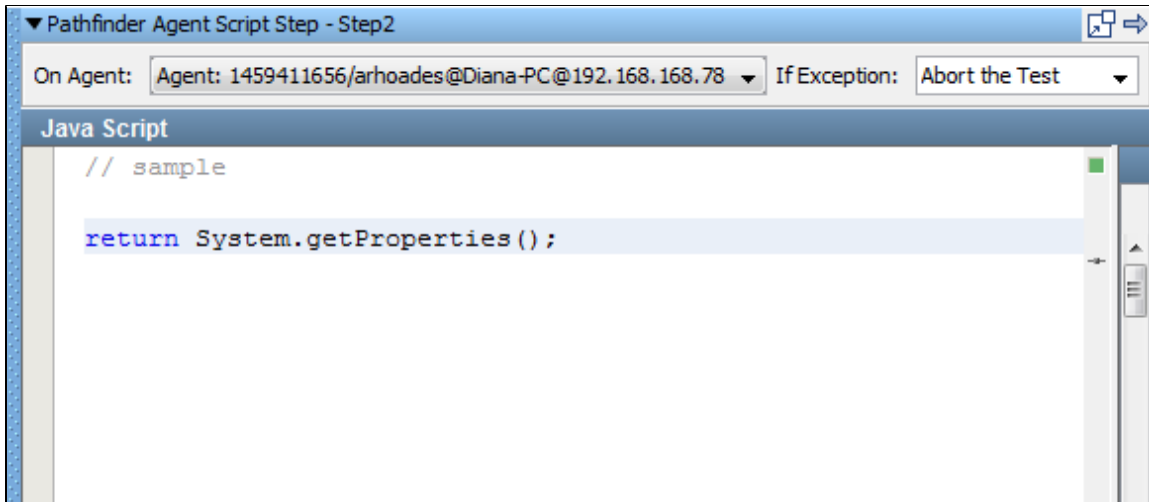 Pathfinder Agent Script Step - Step2
On Agent: Agent: 1459411656/arhoades@Diana-PC@192.168.168.78 If Exception: Abort the Test
Java Script
// sample
return System.getProperties();